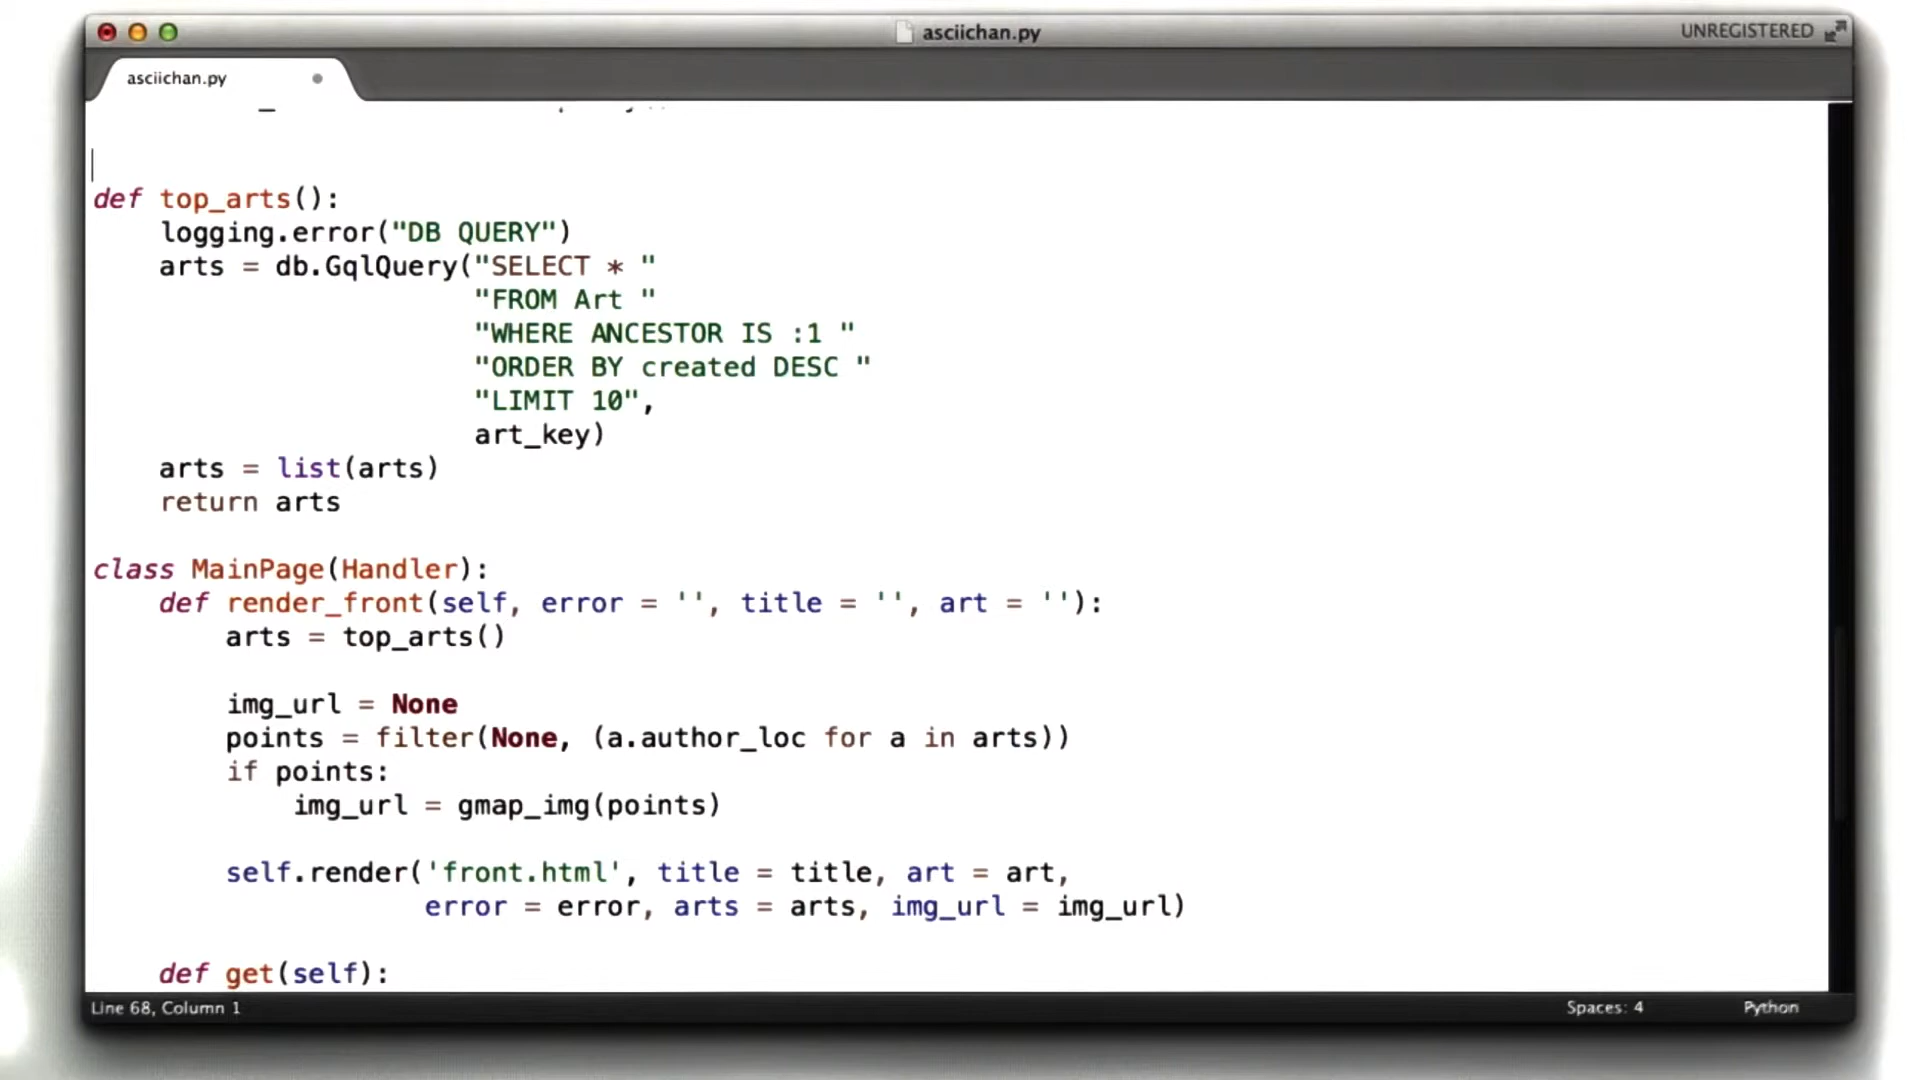 asciichan.py
UNREGISTERED
asciichan.py
def top_arts():
    logging.error("DB QUERY")
    arts = db.GqlQuery("SELECT * "
                       "FROM Art "
                       "WHERE ANCESTOR IS :1 "
                       "ORDER BY created DESC "
                       "LIMIT 10",
                       art_key)
    arts = list(arts)
    return arts
class MainPage(Handler):
    def render_front(self, error = '', title = '', art = ''):
        arts = top_arts()
        img_url = None
        points = filter(None, (a.author_loc for a in arts))
        if points:
            img_url = gmap_img(points)
        self.render('front.html', title = title, art = art,
                    error = error, arts = arts, img_url = img_url)
    def get(self):
Line 68, Column 1
Spaces: 4
Python